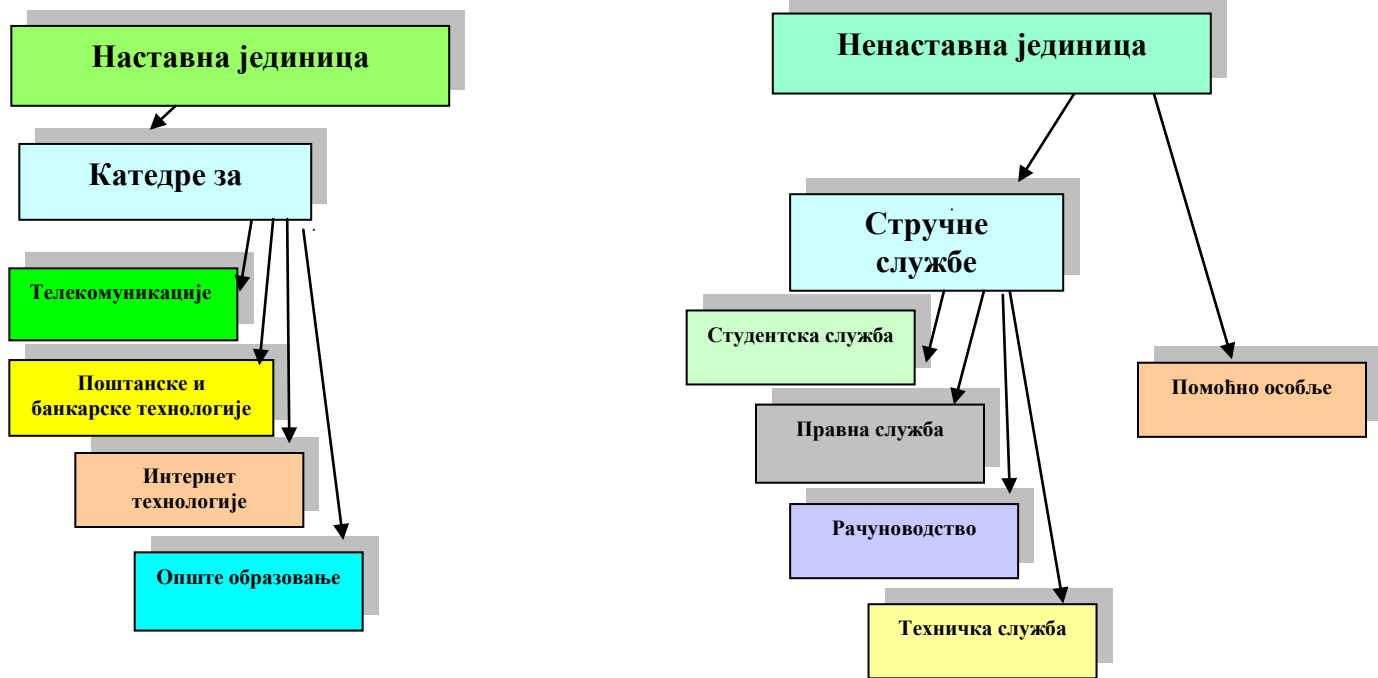 Наставна јединица
Катедре за
Телекомуникације
Поштанске и
банкарске технологије
Интернет
технологије
Опште образовање
Ненаставна јединица
Стручне
службе
Студентска служба
Правна служба
Рачуноводство
Техничка служба
Помоћно особље